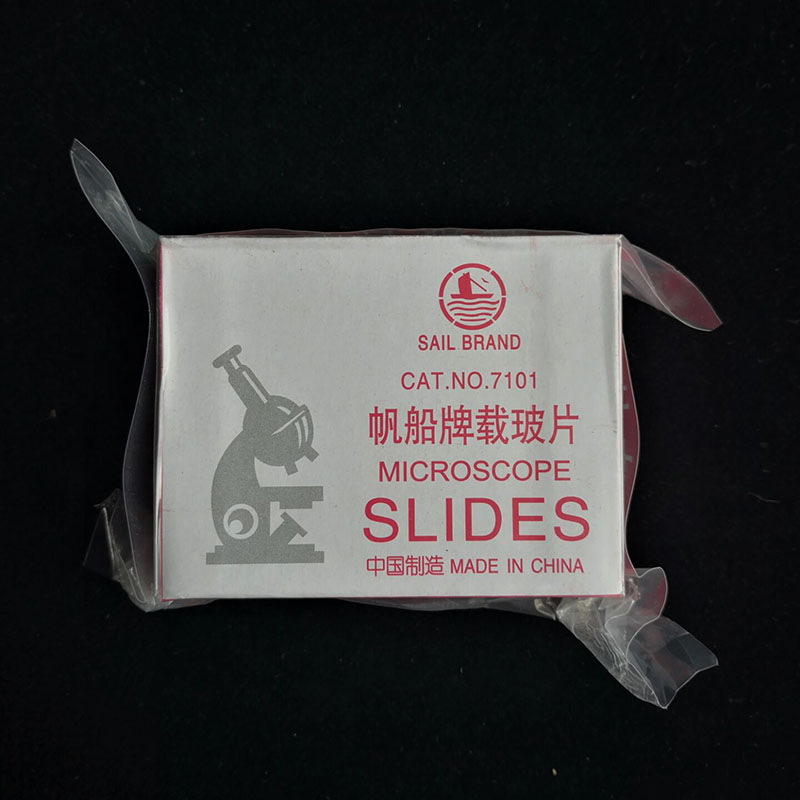 SAIL BRAND
CAT.NO.7101
帆船牌载玻片
MICROSCOPE
SLIDES
中国制造 MADE IN CHINA